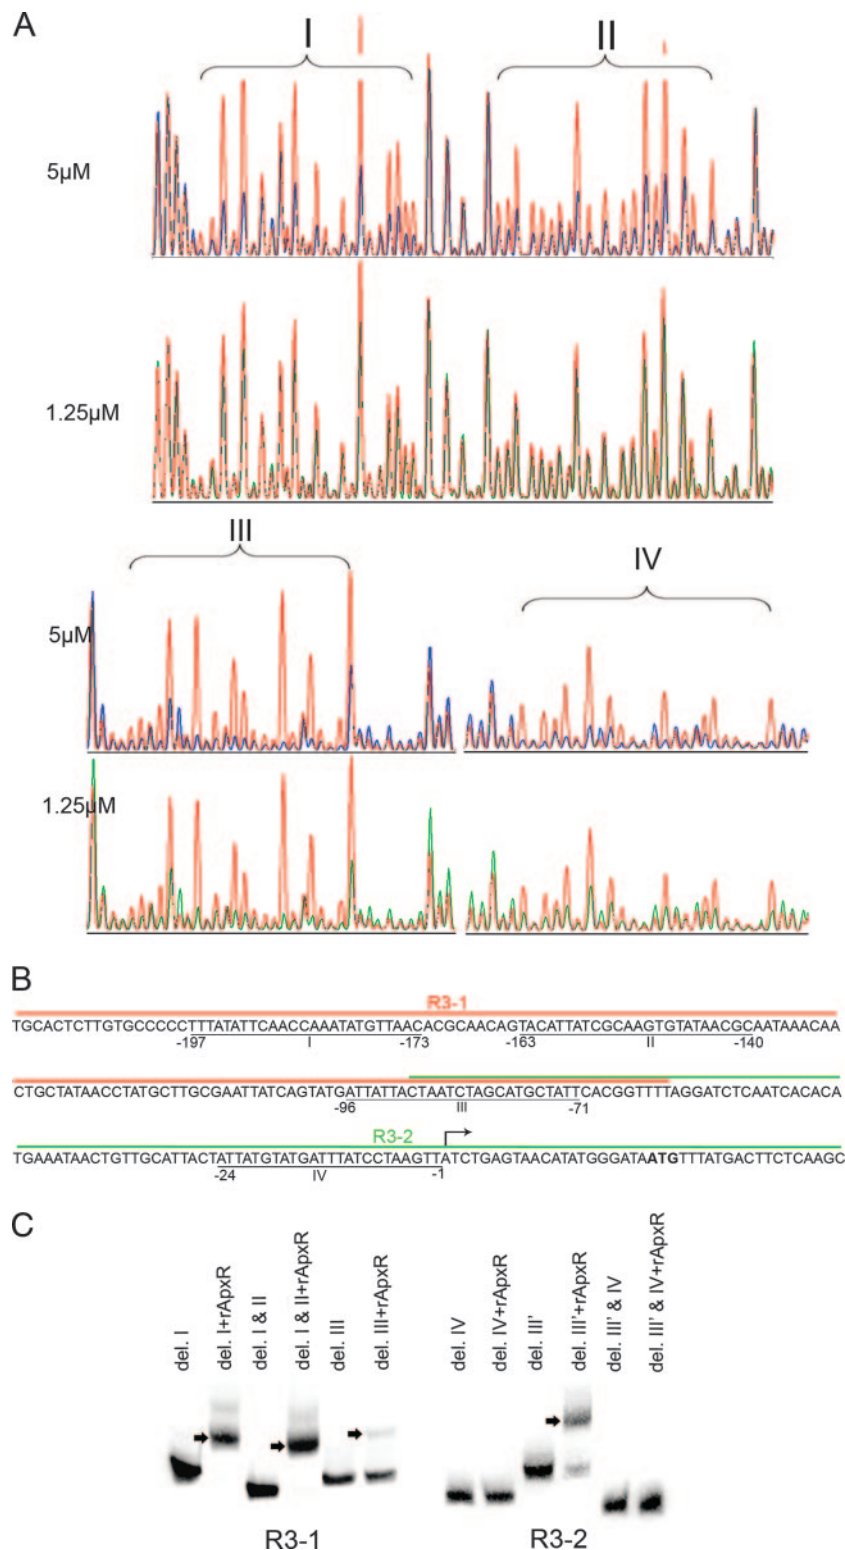 A
I
II
5µM
1.25µM
III
IV
5µM
1.25µM
B
R3-1
TGCACTCTTGTGCCCCCTTTATATTCAACCAAATATGTTAACACGCAACAGTACATTATCGCAAGTGTATAACGCAATAAACAA
-197 I -173 -163 II -140
CTGCTATAACCTATGCTTGCGAATTATCAGTATGATTATTACTAATCTAGCATGCTATTCACGGTTTTAGGATCTCAATCACACA
-96 III -71
R3-2
TGAAATAACTGTTGCATTACTATTATGTATGATTTATCCTAAGTTATCTGAGTAACATATGGGATAATGTTTATGACTTCTCAAGC
-24 IV -1
C
del. I
del. I+rApxR
del. I & II
del. I & II+rApxR
del. III
del. III+rApxR
del. IV
del. IV+rApxR
del. III'
del. III'+rApxR
del. III' & IV
del. III' & IV+rApxR
R3-1
R3-2